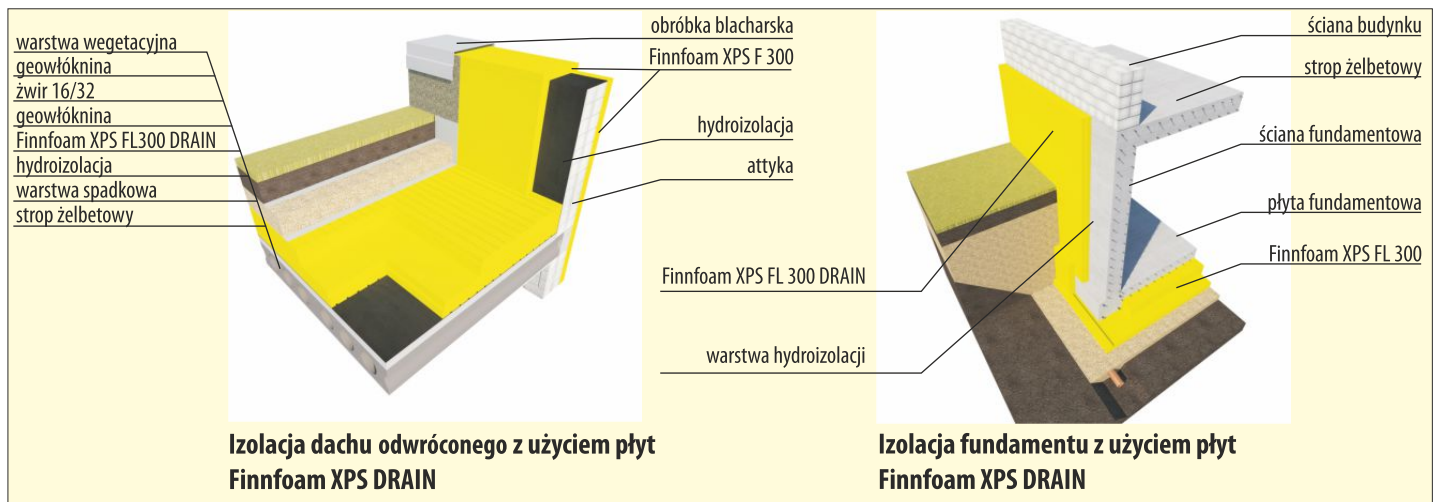 warstwa wegetacyjna
geowłóknina
żwir 16/32
geowłóknina
Finnfoam XPS FL300 DRAIN
hydroizolacja
warstwa spadkowa
strop żelbetowy
obróbka blacharska
Finnfoam XPS F 300
hydroizolacja
attyka
Izolacja dachu odwróconego z użyciem płyt
Finnfoam XPS DRAIN
ściana budynku
strop żelbetowy
ściana fundamentowa
płyta fundamentowa
Finnfoam XPS FL 300
Finnfoam XPS FL 300 DRAIN
warstwa hydroizolacji
Izolacja fundamentu z użyciem płyt
Finnfoam XPS DRAIN